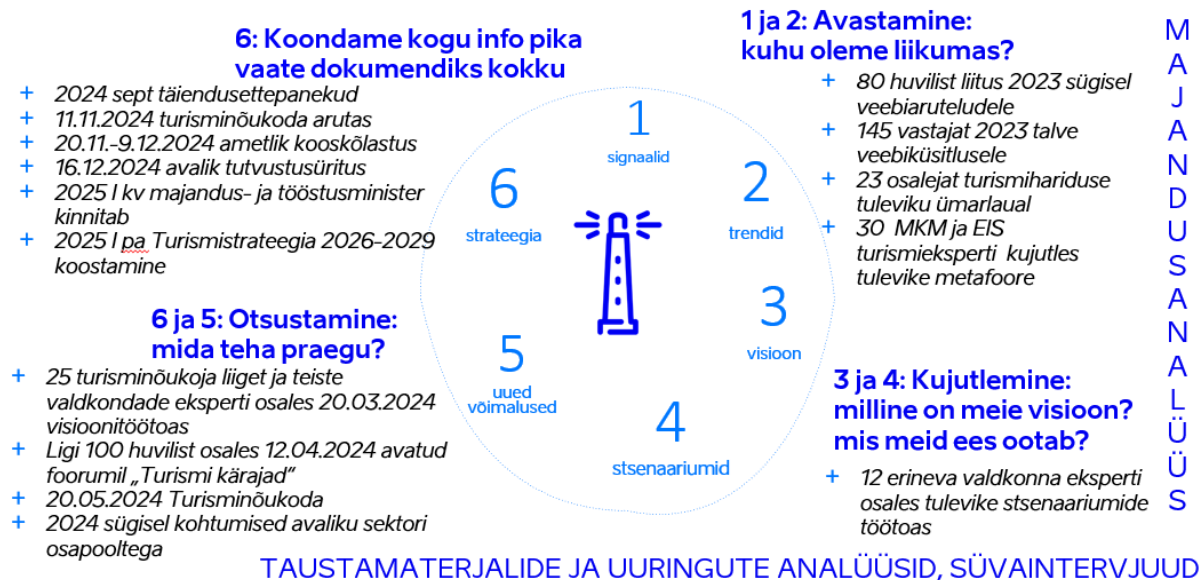 6: Koondame kogu info pika
vaate dokumendiks kokku
+ 2024 sept täiendusettepanekud
+ 11.11.2024 turisminõukoda arutas
+ 20.11.-9.12.2024 ametlik kooskõlastus
+ 16.12.2024 avalik tutvustusüritus
+ 2025 I kv majandus- ja tööstusminister
kinnitab
+ 2025 I pa Turismistrateegia 2026-2029
koostamine
1 ja 2: Avastamine:
kuhu oleme liikumas?
+ 80 huvilist liitus 2023 sügisel
veebiaruteludele
+ 145 vastajat 2023 talve
veebiküsitlusele
+ 23 osalejat turismihariduse
tuleviku ümarlaual
+ 30 MKM ja EIS
turismieksperti kujutles
tulevike metafoore
1
signaalid
2
trendid
3
visioon
4
stsenaariumid
5
uued
võimalused
6
strateegia
6 ja 5: Otsustamine:
mida teha praegu?
+ 25 turisminõukoja liiget ja teiste
valdkondade eksperti osales 20.03.2024
visioonitöötoas
+ Ligi 100 huvilist osales 12.04.2024 avatud
foorumil „Turismi kärajad“
+ 20.05.2024 Turisminõukoda
+ 2024 sügisel kohtumised avaliku sektori
osapooltega
3 ja 4: Kujutlemine:
milline on meie visioon?
mis meid ees ootab?
+ 12 erineva valdkonna eksperti
osales tulevike stsenaariumide
töötoas
MAJANDUSANALÜÜS
TAUSTAMATERJALIDE JA UURINGUTE ANALÜÜSID, SÜVAINTERVJUUD